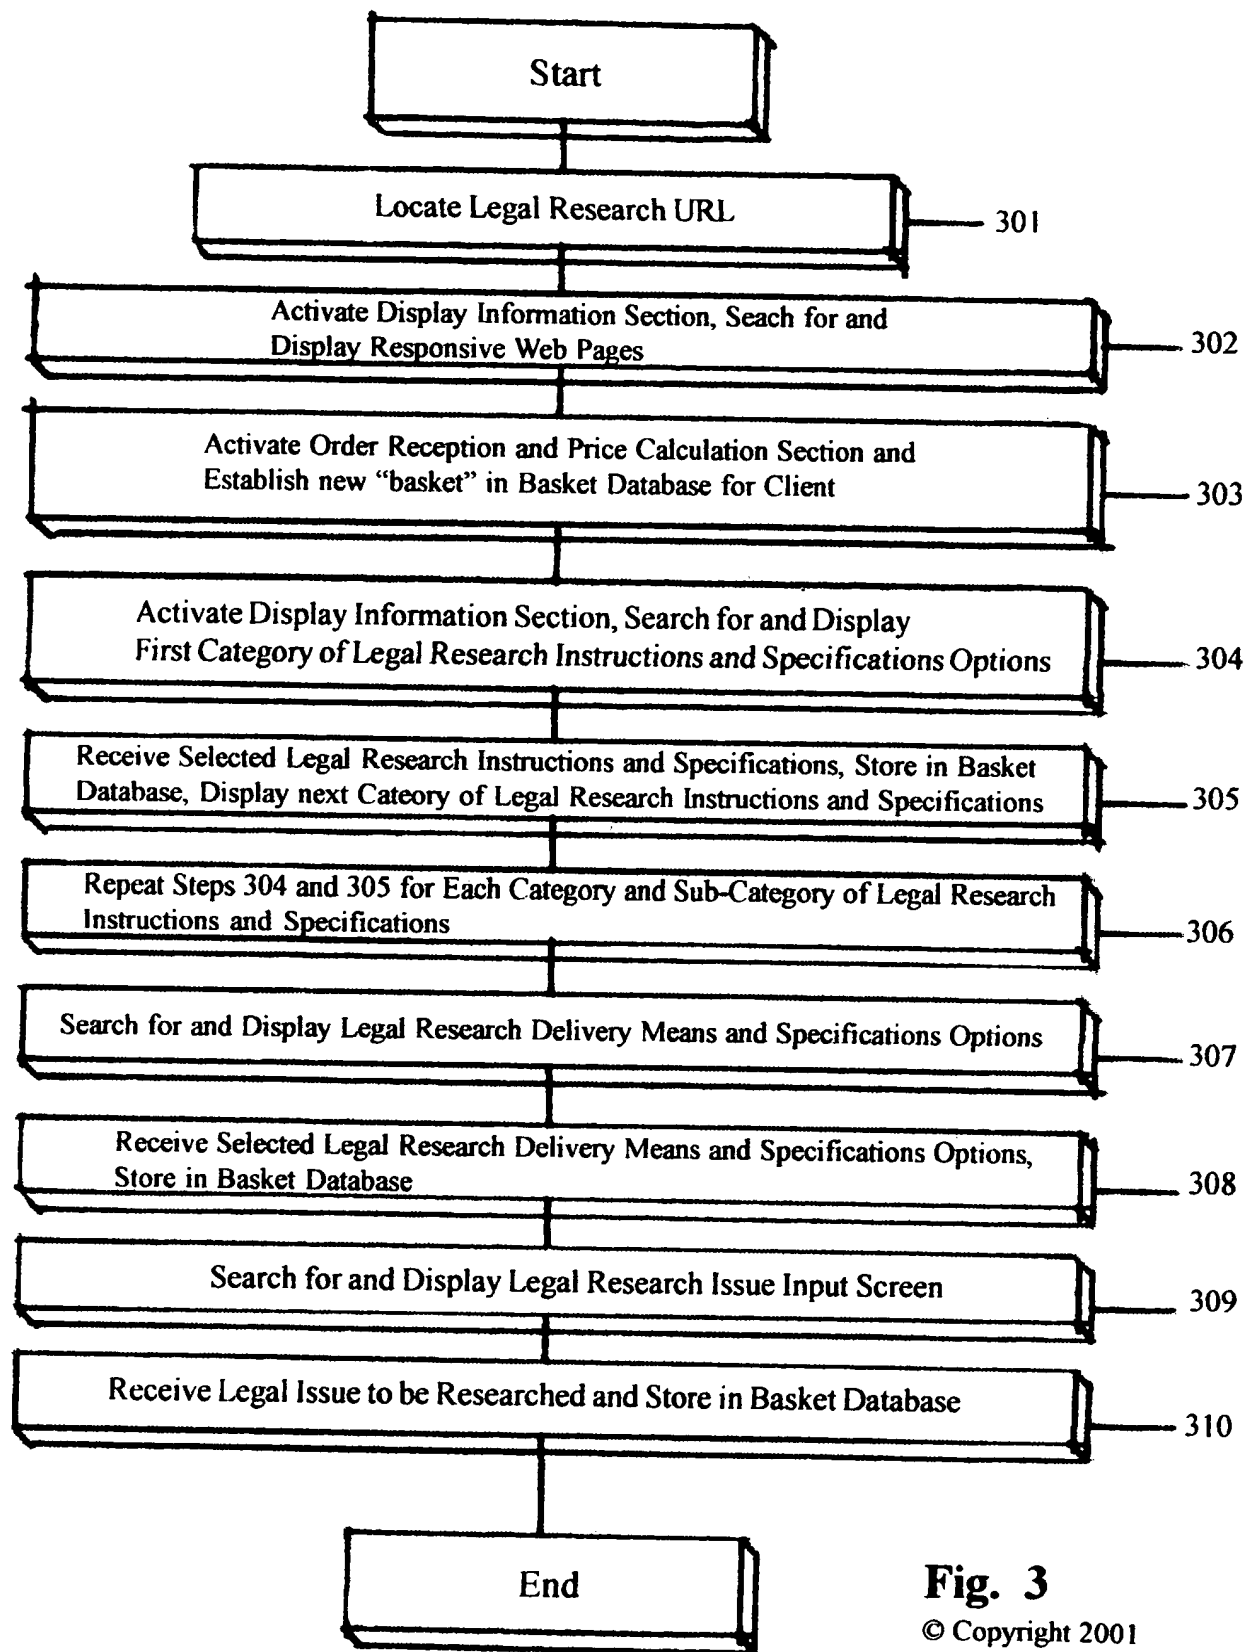 Start
Locate Legal Research URL
301
Activate Display Information Section, Seach for and
Display Responsive Web Pages
302
Activate Order Reception and Price Calculation Section and
Establish new “basket” in Basket Database for Client
303
Activate Display Information Section, Search for and Display
First Category of Legal Research Instructions and Specifications Options
304
Receive Selected Legal Research Instructions and Specifications, Store in Basket
Database, Display next Cateory of Legal Research Instructions and Specifications
305
Repeat Steps 304 and 305 for Each Category and Sub-Category of Legal Research
Instructions and Specifications
306
Search for and Display Legal Research Delivery Means and Specifications Options
307
Receive Selected Legal Research Delivery Means and Specifications Options,
Store in Basket Database
308
Search for and Display Legal Research Issue Input Screen
309
Receive Legal Issue to be Researched and Store in Basket Database
310
End
Fig. 3
© Copyright 2001